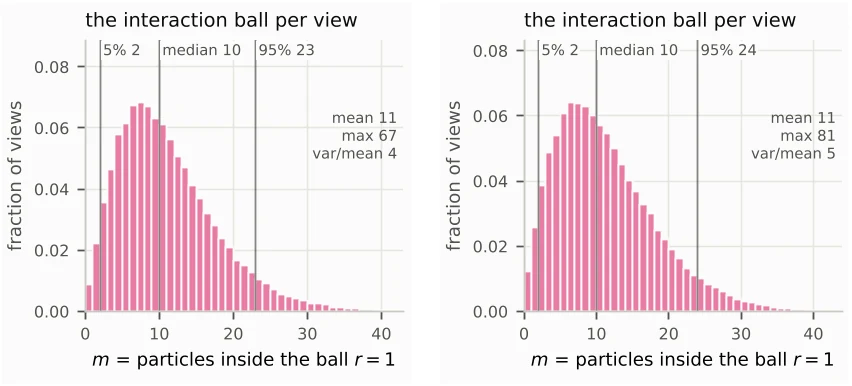 the interaction ball per view
5% 2 median 10 95% 23
0.08
0.06
0.04
0.02
0.00
fraction of views
mean 11
max 67
var/mean 4
0 10 20 30 40
m = particles inside the ball r = 1
the interaction ball per view
5% 2 median 10 95% 24
0.08
0.06
0.04
0.02
0.00
fraction of views
mean 11
max 81
var/mean 5
0 10 20 30 40
m = particles inside the ball r = 1